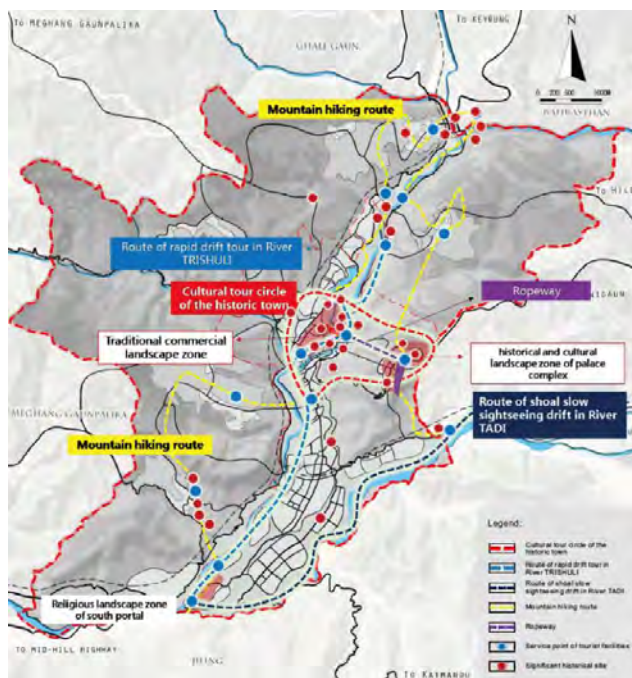 To MEGHANG GAUNPALIKA
To KEYRUNG
GHALE GAUN
N
0 200 500 1000M
Mountain hiking route
BATTRASTHAN
To HILE
Route of rapid drift tour in River
TRISHULI
Cultural tour circle
of the historic town
Ropeway
Traditional commercial
landscape zone
historical and cultural
landscape zone of palace
complex
Route of shoal slow
sightseeing drift in River
TADI
MEGHANG GAUNPALIKA
Mountain hiking route
Legend:
Cultural tour circle of the
historic town
Route of rapid drift tour in
River TRISHULI
Route of shoal slow
sightseeing drift in River TADI
Mountain hiking route
Ropeway
Service point of tourist facilities
Significant historical site
Religious landscape zone
of south portal
TO MID-HILL HIGHWAY
JILING
To KATMANDU